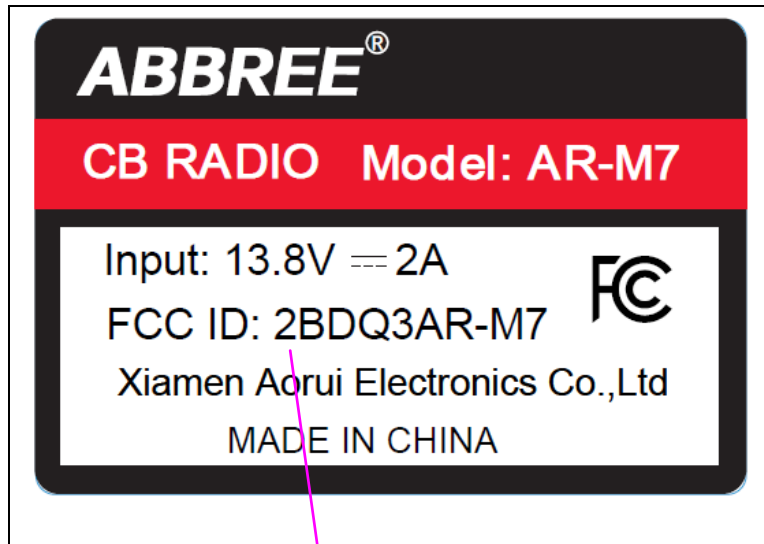 ABBREE®
CB RADIO Model: AR-M7
Input: 13.8V ⎓ 2A
FC
FCC ID: 2BDQ3AR-M7
Xiamen Aorui Electronics Co.,Ltd
MADE IN CHINA